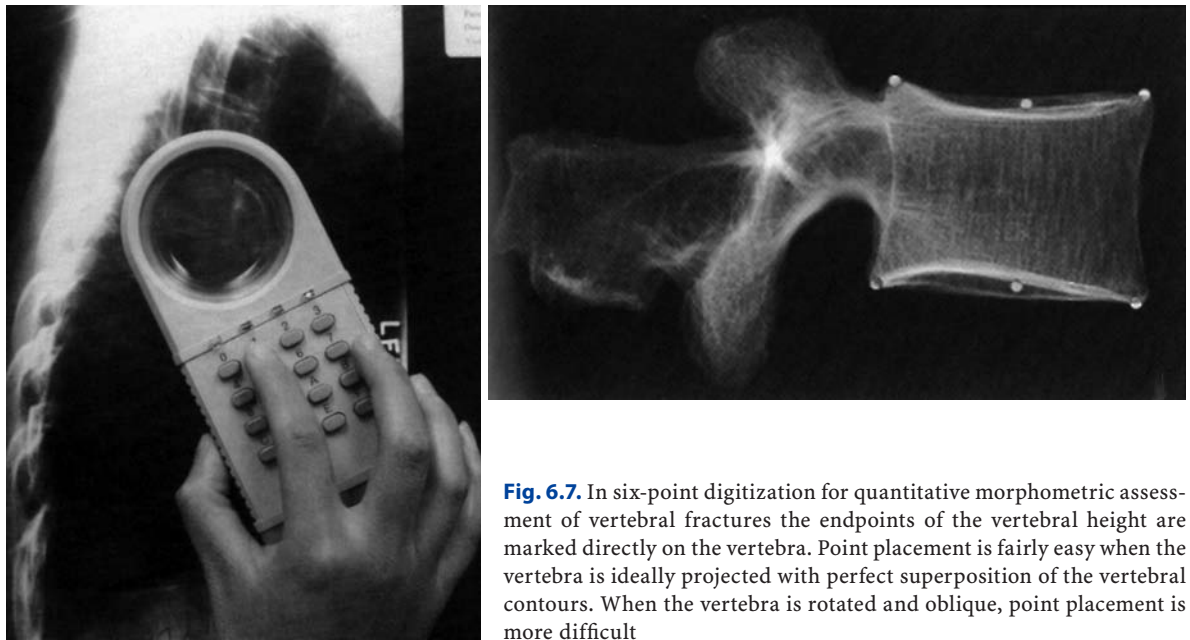 LE
0
2
3
Fig. 6.7. In six-point digitization for quantitative morphometric assess-
ment of vertebral fractures the endpoints of the vertebral height are
marked directly on the vertebra. Point placement is fairly easy when the
vertebra is ideally projected with perfect superposition of the vertebral
contours. When the vertebra is rotated and oblique, point placement is
more difficult